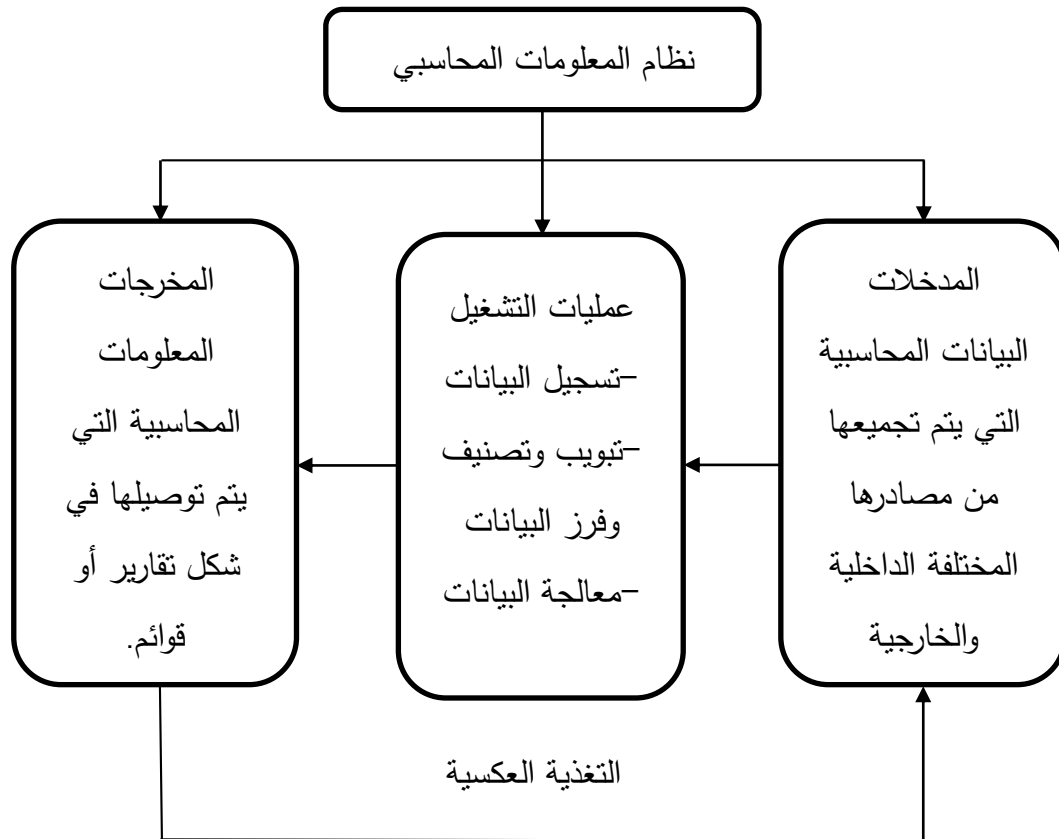 نظام المعلومات المحاسبي
المدخلات
البيانات المحاسبية
التي يتم تجميعها
من مصادرها
المختلفة الداخلية
والخارجية
عمليات التشغيل
-تسجيل البيانات
-تبويب وتصنيف
وفرز البيانات
-معالجة البيانات
المخرجات
المعلومات
المحاسبية التي
يتم توصيلها في
شكل تقارير أو
قوائم.
التغذية العكسية